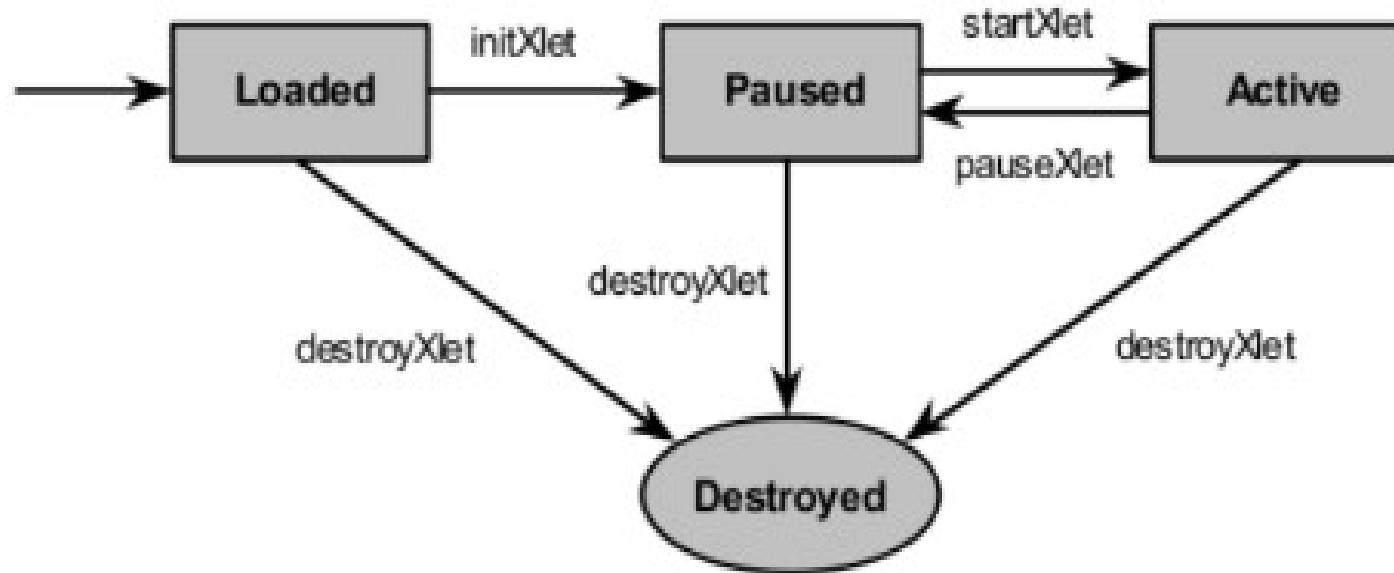 startXlet
initXlet
Loaded
Paused
Active
pauseXlet
destroyXlet
destroyXlet
destroyXlet
Destroyed